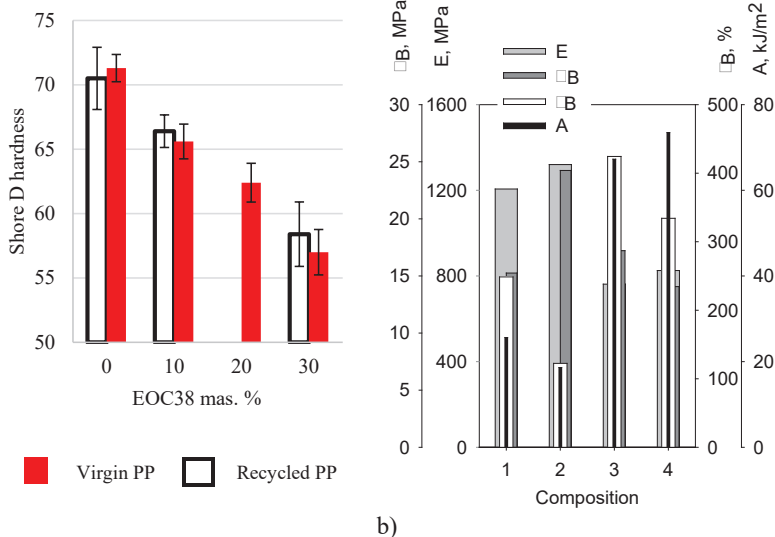 75
70
65
60
55
50
Shore D hardness
0 10 20 30
EOC38 mas. %
Virgin PP
Recycled PP
□B, MPa
E, MPa
□B, %
A, kJ/m2
E
□B
□B
A
30
25
20
15
10
5
0
1600
1200
800
400
0
500
400
300
200
100
0
80
60
40
20
0
1 2 3 4
Composition
b)